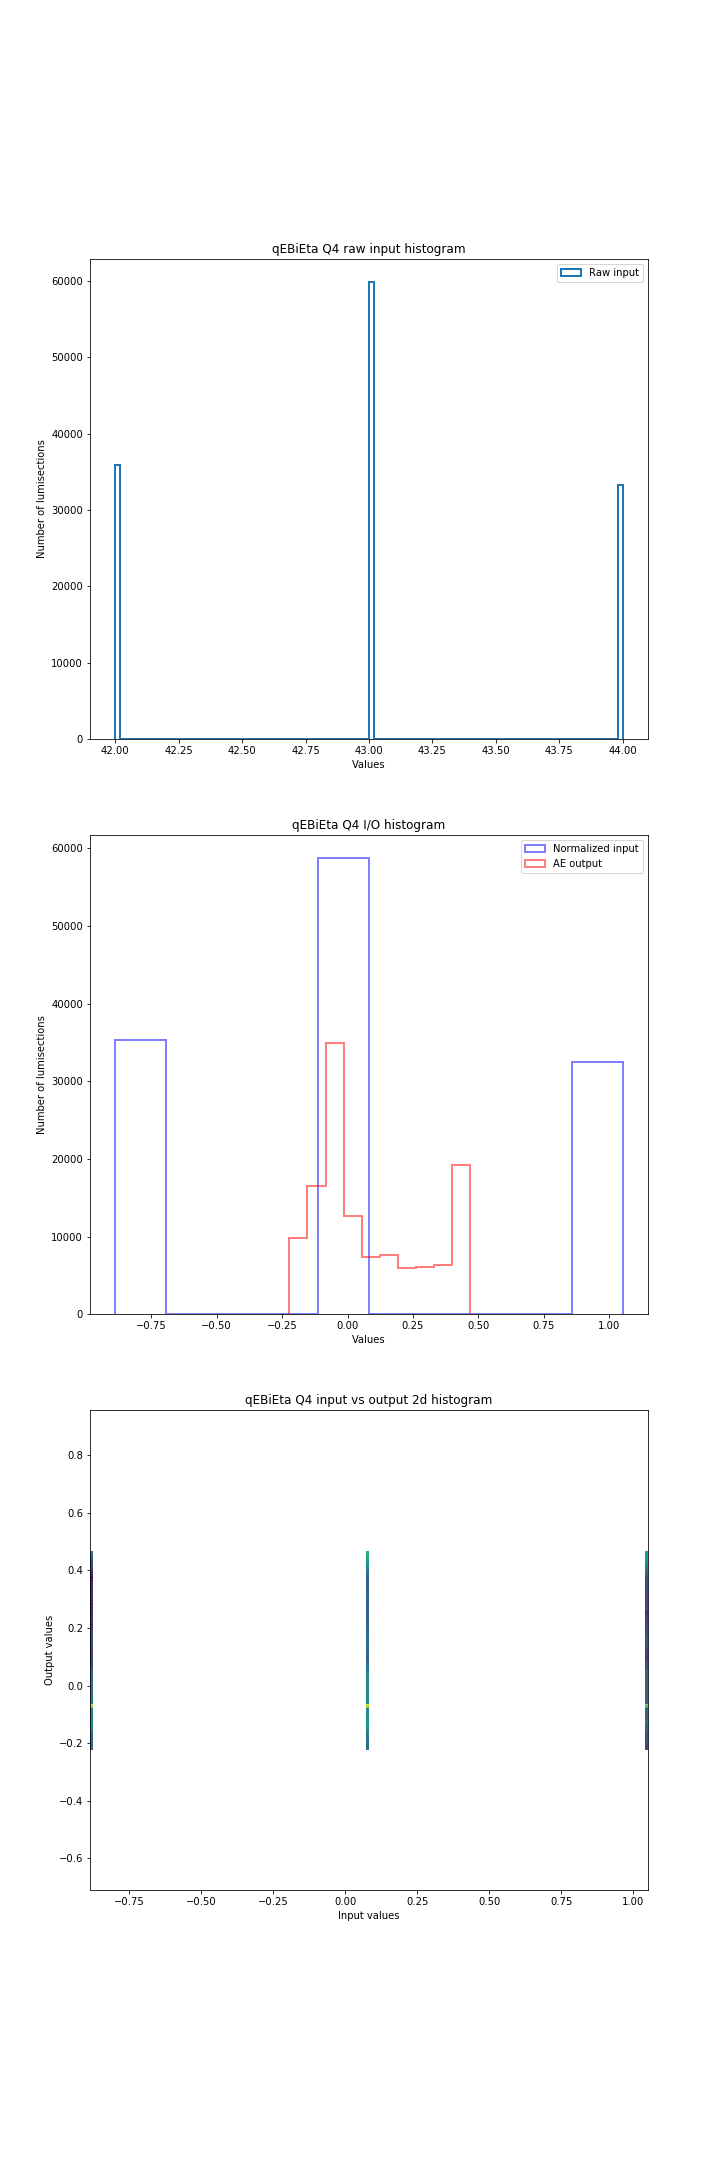 qEBiEta Q4 raw input histogram
Raw input
60000
50000
40000
30000
20000
10000
0
Number of lumisections
42.00 42.25 42.50 42.75 43.00 43.25 43.50 43.75 44.00
Values
qEBiEta Q4 I/O histogram
Normalized input
AE output
60000
50000
40000
30000
20000
10000
0
Number of lumisections
−0.75 −0.50 −0.25 0.00 0.25 0.50 0.75 1.00
Values
qEBiEta Q4 input vs output 2d histogram
0.8
0.6
0.4
0.2
0.0
−0.2
−0.4
−0.6
Output values
−0.75 −0.50 −0.25 0.00 0.25 0.50 0.75 1.00
Input values